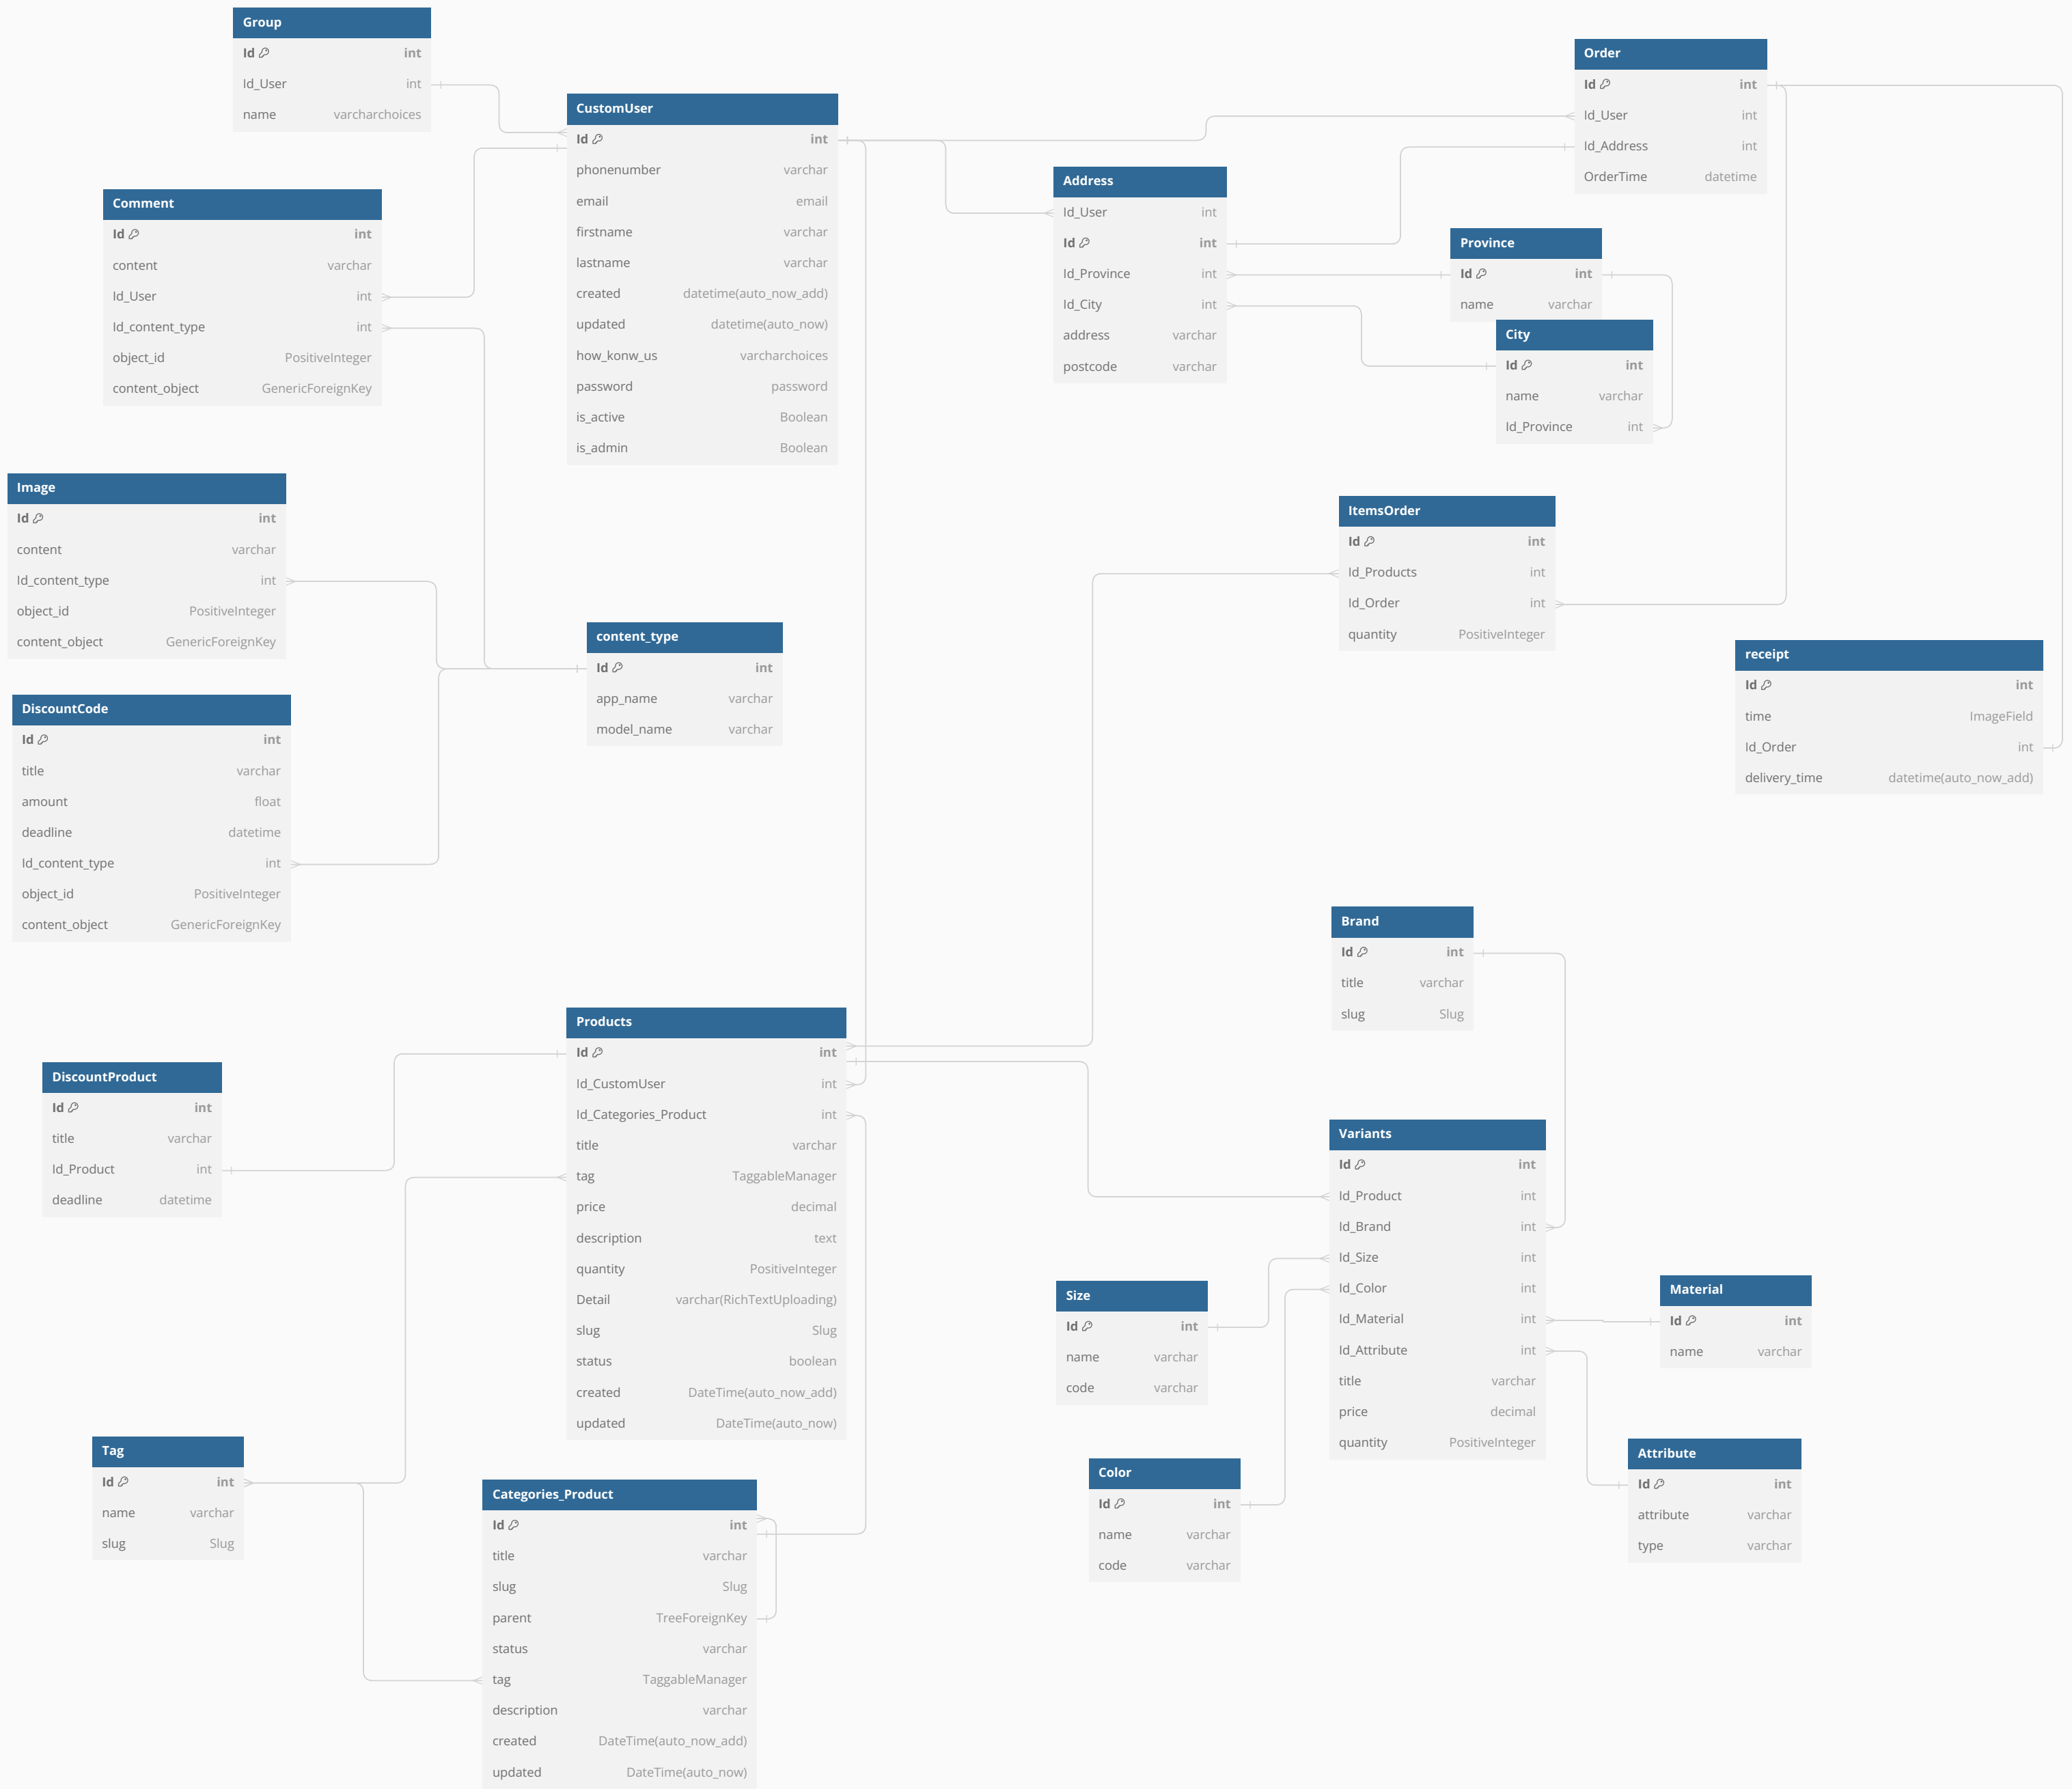 Group
Id int
Id_User int
name varcharchoices
CustomUser
Id int
phonenumber varchar
email email
firstname varchar
lastname varchar
created datetime(auto_now_add)
updated datetime(auto_now)
how_konw_us varcharchoices
password password
is_active Boolean
is_admin Boolean
Comment
Id int
content varchar
Id_User int
Id_content_type int
object_id PositiveInteger
content_object GenericForeignKey
Order
Id int
Id_User int
Id_Address int
OrderTime datetime
Address
Id_User int
Id int
Id_Province int
Id_City int
address varchar
postcode varchar
Province
Id int
name varchar
City
Id int
name varchar
Id_Province int
Image
Id int
content varchar
Id_content_type int
object_id PositiveInteger
content_object GenericForeignKey
content_type
Id int
app_name varchar
model_name varchar
ItemsOrder
Id int
Id_Products int
Id_Order int
quantity PositiveInteger
receipt
Id int
time ImageField
Id_Order int
delivery_time datetime(auto_now_add)
DiscountCode
Id int
title varchar
amount float
deadline datetime
Id_content_type int
object_id PositiveInteger
content_object GenericForeignKey
Brand
Id int
title varchar
slug Slug
Products
Id int
Id_CustomUser int
Id_Categories_Product int
title varchar
tag TaggableManager
price decimal
description text
quantity PositiveInteger
Detail varchar(RichTextUploading)
slug Slug
status boolean
created DateTime(auto_now_add)
updated DateTime(auto_now)
DiscountProduct
Id int
title varchar
Id_Product int
deadline datetime
Variants
Id int
Id_Product int
Id_Brand int
Id_Size int
Id_Color int
Id_Material int
Id_Attribute int
title varchar
price decimal
quantity PositiveInteger
Size
Id int
name varchar
code varchar
Material
Id int
name varchar
Tag
Id int
name varchar
slug Slug
Categories_Product
Id int
title varchar
slug Slug
parent TreeForeignKey
status varchar
tag TaggableManager
description varchar
created DateTime(auto_now_add)
updated DateTime(auto_now)
Color
Id int
name varchar
code varchar
Attribute
Id int
attribute varchar
type varchar